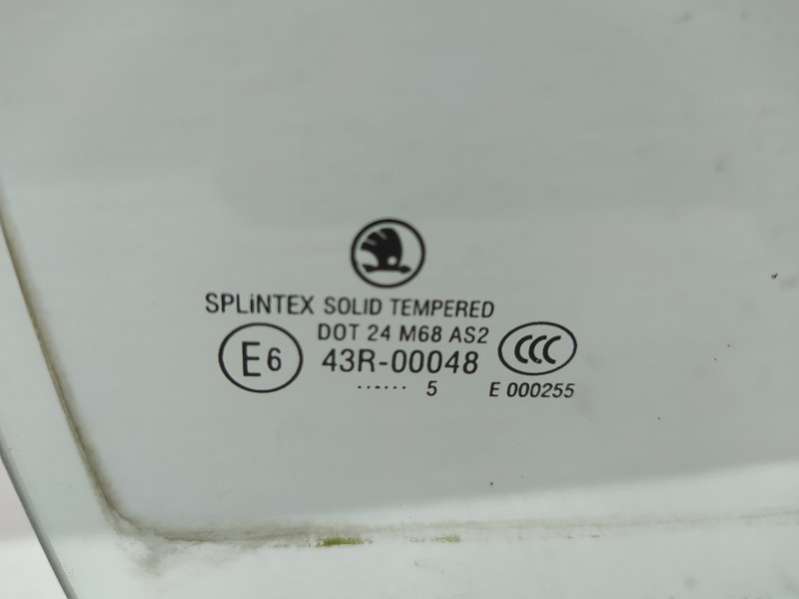 SPLiNTEX SOLID TEMPERED
DOT 24 M68 AS2
E6 43R-00048 CCC
...... 5 E 000255